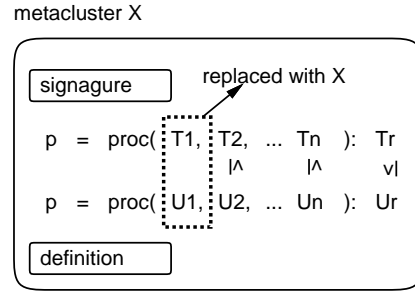 metacluster X
signagure
replaced with X
p = proc( T1, T2, ... Tn ): Tr
|∧ |∧ ∨|
p = proc( U1, U2, ... Un ): Ur
definition